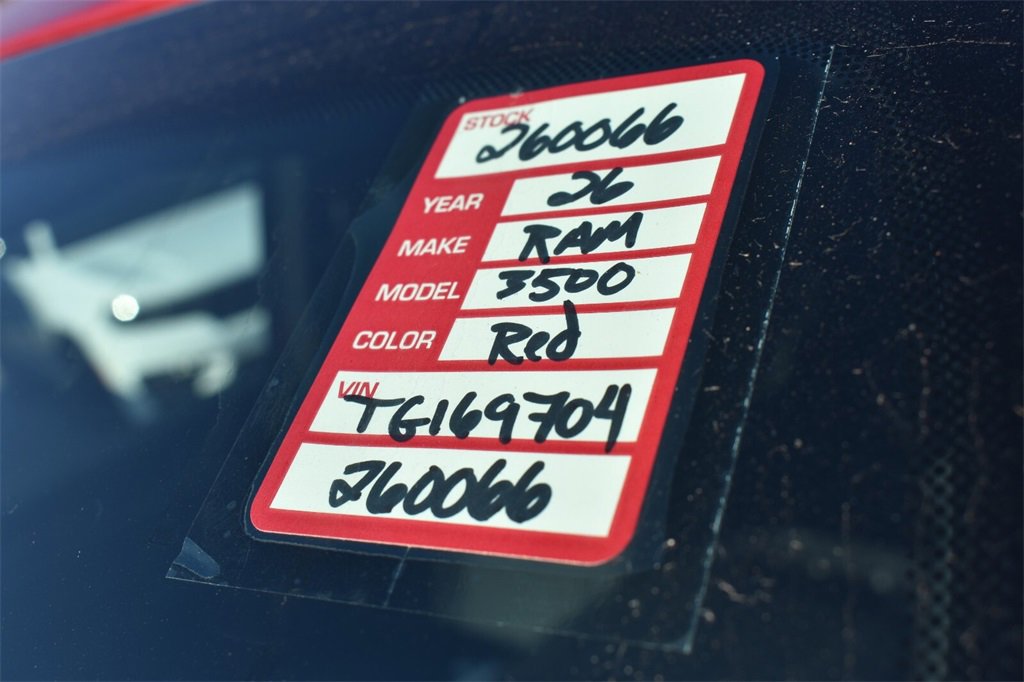 STOCK 260066
YEAR 26
MAKE RAM
MODEL 3500
COLOR Red
VIN TG169704
260066